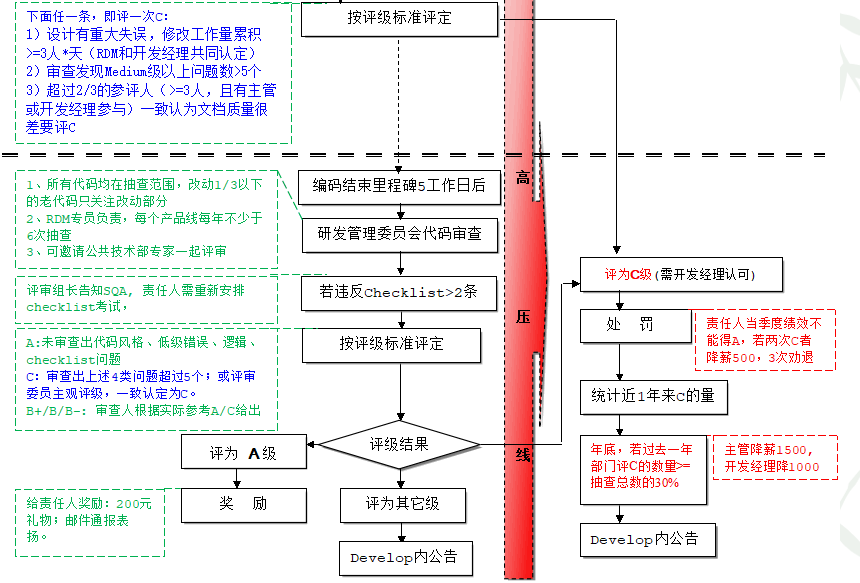 下面任一条，即评一次C:
1）设计有重大失误，修改工作量累积
>=3人*天（RDM和开发经理共同认定）
2）审查发现Medium级以上问题数>5个
3）超过2/3的参评人（>=3人，且有主管
或开发经理参与）一致认为文档质量很
差要评C
按评级标准评定
1、所有代码均在抽查范围，改动1/3以下
的老代码只关注改动部分
2、RDM专员负责，每个产品线每年不少于
6次抽查
3、可邀请公共技术部专家一起评审
编码结束里程碑5工作日后
研发管理委员会代码审查
评审组长告知SQA, 责任人需重新安排
checklist考试，
若违反Checklist>2条
A:未审查出代码风格、低级错误、逻辑、
checklist问题
C: 审查出上述4类问题超过5个；或评审
委员主观评级，一致认定为C。
B+/B/B-: 审查人根据实际参考A/C给出
按评级标准评定
评级结果
评为 A级
奖 励
给责任人奖励: 200元
礼物；邮件通报表
扬。
评为其它级
Develop内公告
高
压
线
评为C级(需开发经理认可)
处 罚
责任人当季度绩效不
能得A，若两次C者
降薪500，3次劝退
统计近1年来C的量
年底，若过去一年
部门评C的数量>=
抽查总数的30%
主管降薪1500,
开发经理降1000
Develop内公告